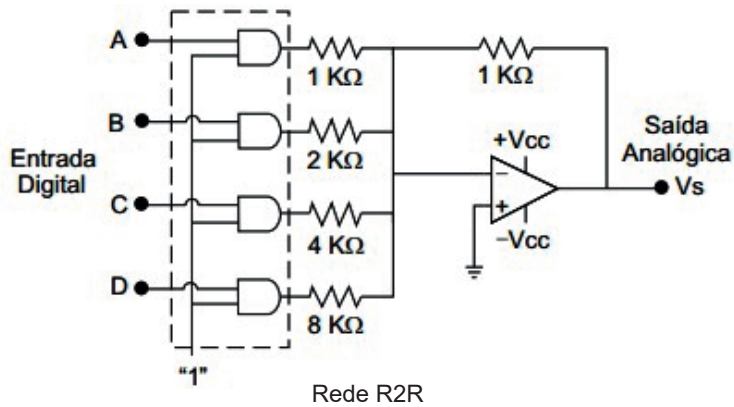 A
1 KΩ
1 KΩ
B
2 KΩ
+Vcc
Saída
Analógica
Entrada
Digital
−
Vs
C
4 KΩ
+
−Vcc
D
8 KΩ
"1"
Rede R2R